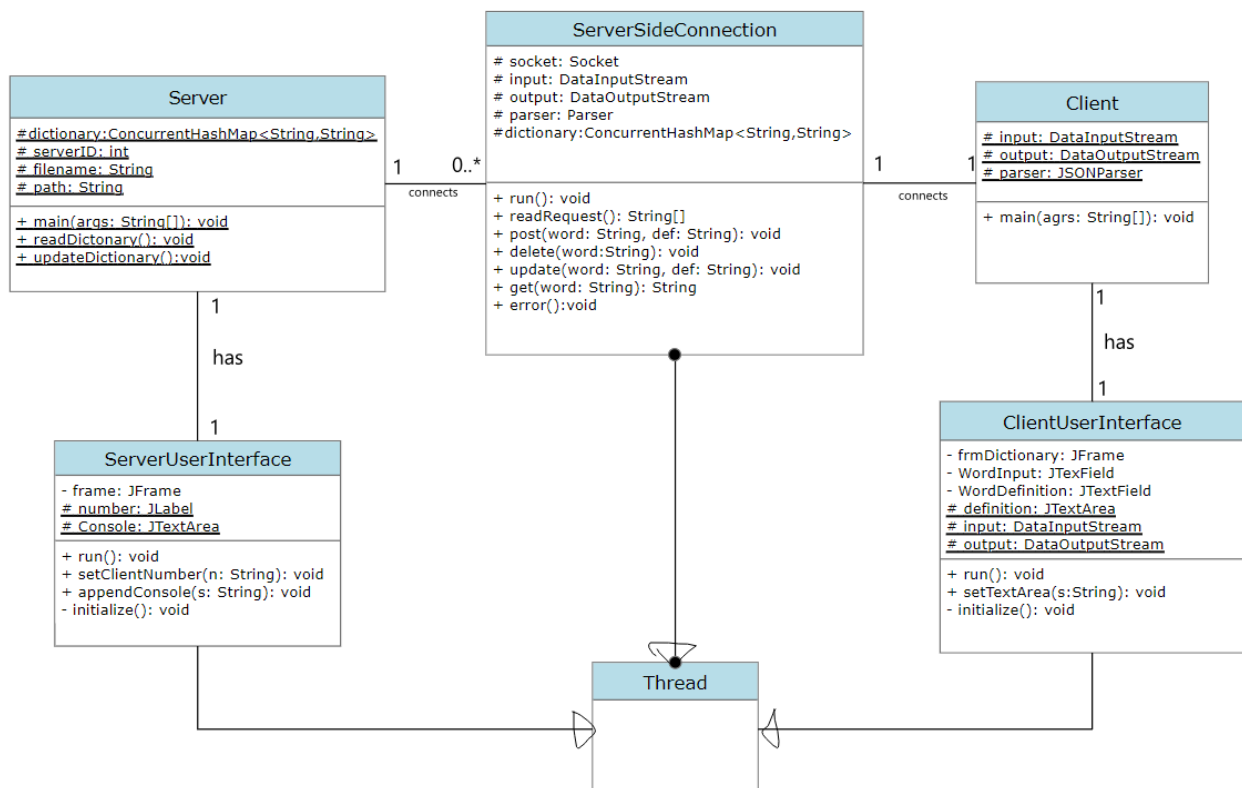 ServerSideConnection
# socket: Socket
# input: DataInputStream
# output: DataOutputStream
# parser: Parser
#dictionary:ConcurrentHashMap<String,String>
+ run(): void
+ readRequest(): String[]
+ post(word: String, def: String): void
+ delete(word:String): void
+ update(word: String, def: String): void
+ get(word: String): String
+ error():void
Server
#dictionary:ConcurrentHashMap<String,String>
# serverID: int
# filename: String
# path: String
+ main(args: String[]): void
+ readDictonary(): void
+ updateDictionary():void
1
0..*
connects
1
1
connects
Client
# input: DataInputStream
# output: DataOutputStream
# parser: JSONParser
+ main(agrs: String[]): void
1
has
1
1
has
1
ServerUserInterface
- frame: JFrame
# number: JLabel
# Console: JTextArea
+ run(): void
+ setClientNumber(n: String): void
+ appendConsole(s: String): void
- initialize(): void
ClientUserInterface
- frmDictionary: JFrame
- WordInput: JTexField
- WordDefinition: JTextField
# definition: JTextArea
# input: DataInputStream
# output: DataOutputStream
+ run(): void
+ setTextArea(s:String): void
- initialize(): void
Thread